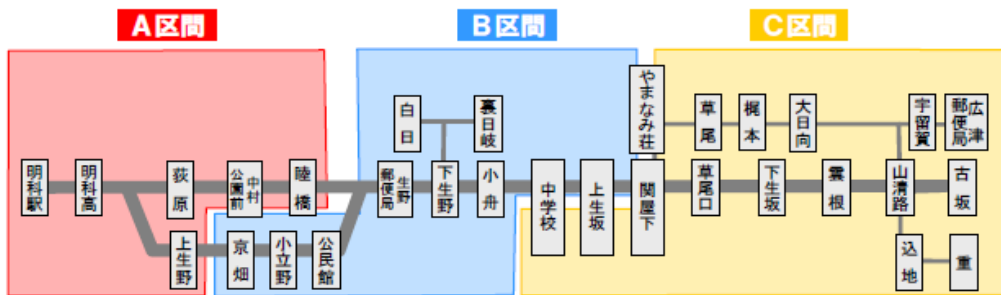 A区間
B区間
C区間
明科駅
明科高
荻原
中村
公園前
陸橋
上生野
京畑
小立野
公民館
生野
郵便局
白日
下生野
裏日岐
小舟
中学校
上生坂
やまなみ荘
関屋下
草尾
梶本
大日向
宇留賀
広津
郵便局
草尾口
下生坂
雲根
山清路
古坂
込地
重